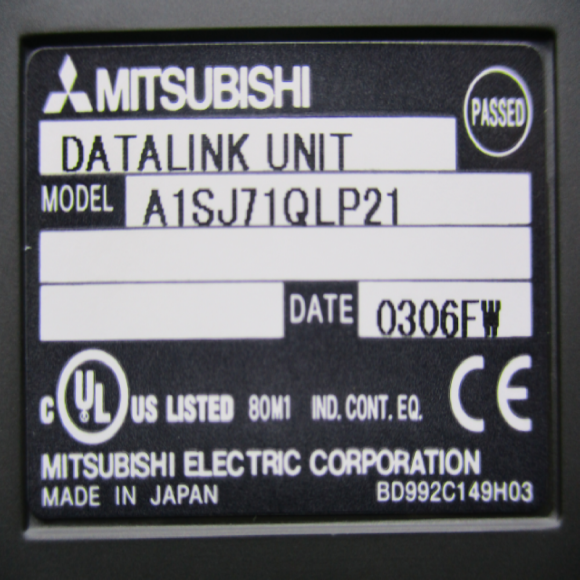 MITSUBISHI
PASSED
DATALINK UNIT
MODEL A1SJ71QLP21
DATE 0306FW
C UL US LISTED 80M1 IND. CONT. EQ. CE
MITSUBISHI ELECTRIC CORPORATION
MADE IN JAPAN BD992C149H03